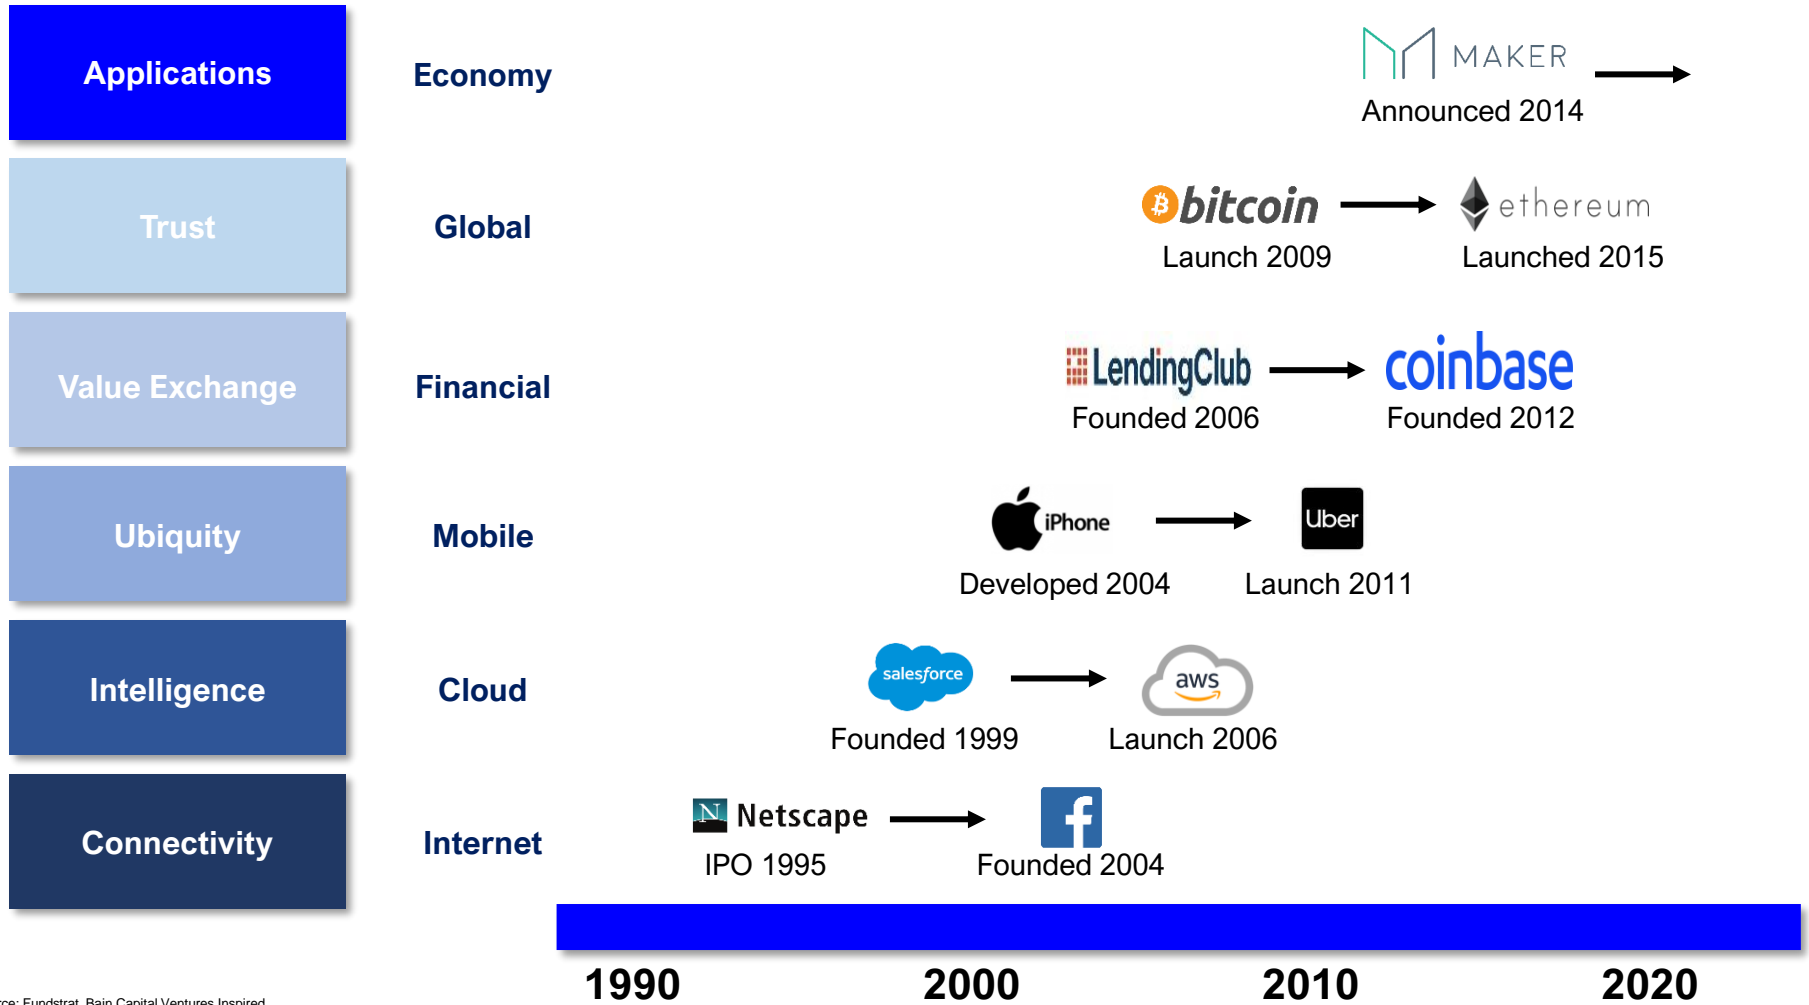 Applications
Economy
MAKER
Announced 2014
Trust
Global
bitcoin
ethereum
Launch 2009
Launched 2015
Value Exchange
Financial
LendingClub
coinbase
Founded 2006
Founded 2012
Ubiquity
Mobile
iPhone
Uber
Developed 2004
Launch 2011
Intelligence
Cloud
salesforce
aws
Founded 1999
Launch 2006
Connectivity
Internet
N Netscape
f
IPO 1995
Founded 2004
1990 2000 2010 2020
Fundstrat, Bain Capital Ventures Inspired